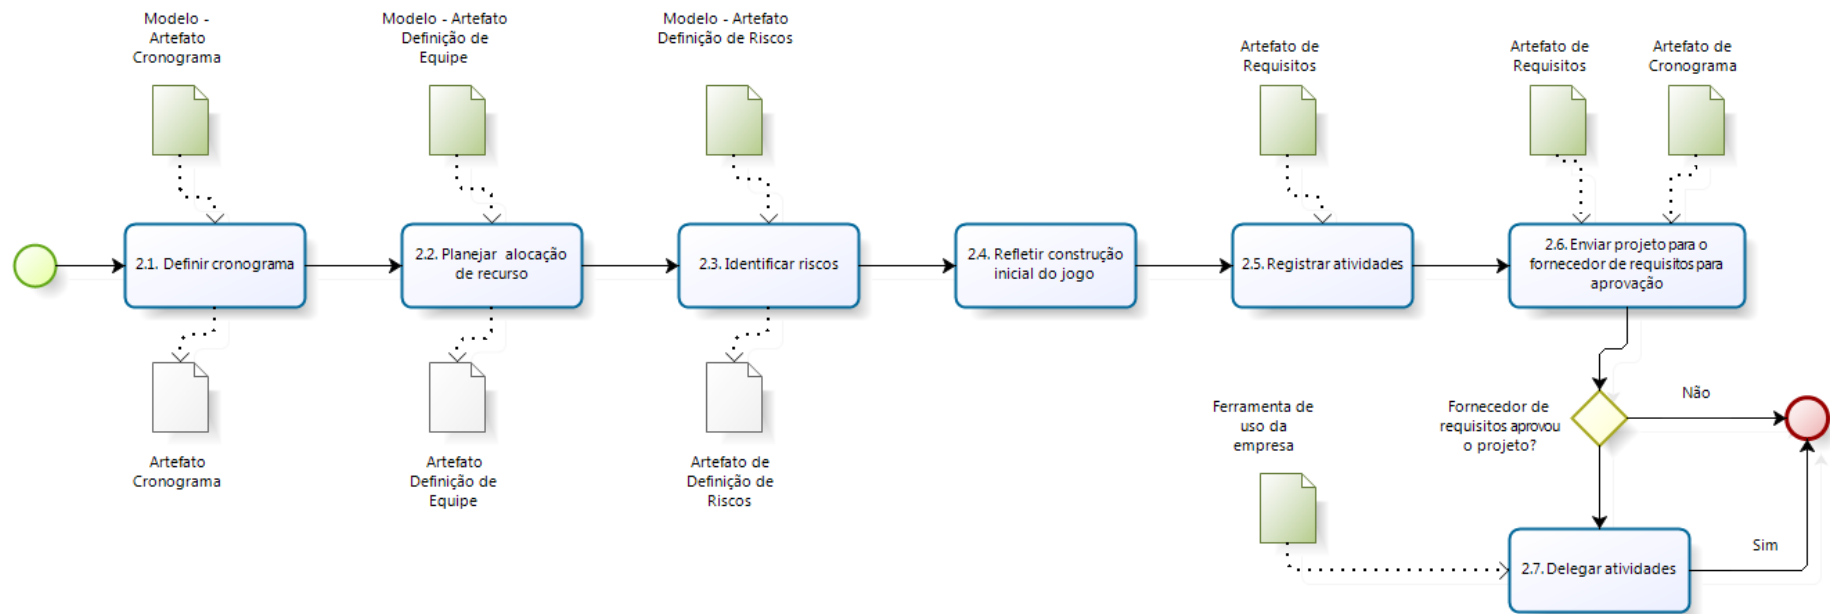 Modelo -
Artefato
Cronograma
Modelo - Artefato
Definição de
Equipe
Modelo - Artefato
Definição de Riscos
Artefato de
Requisitos
Artefato de
Requisitos
Artefato de
Cronograma
2.1. Definir cronograma
2.2. Planejar alocação
de recurso
2.3. Identificar riscos
2.4. Refletir construção
inicial do jogo
2.5. Registrar atividades
2.6. Enviar projeto para o
fornecedor de requisitos para
aprovação
Artefato
Cronograma
Artefato
Definição de
Equipe
Artefato de
Definição de
Riscos
Ferramenta de
uso da
empresa
Fornecedor de
requisitos aprovou
o projeto?
Não
Sim
2.7. Delegar atividades